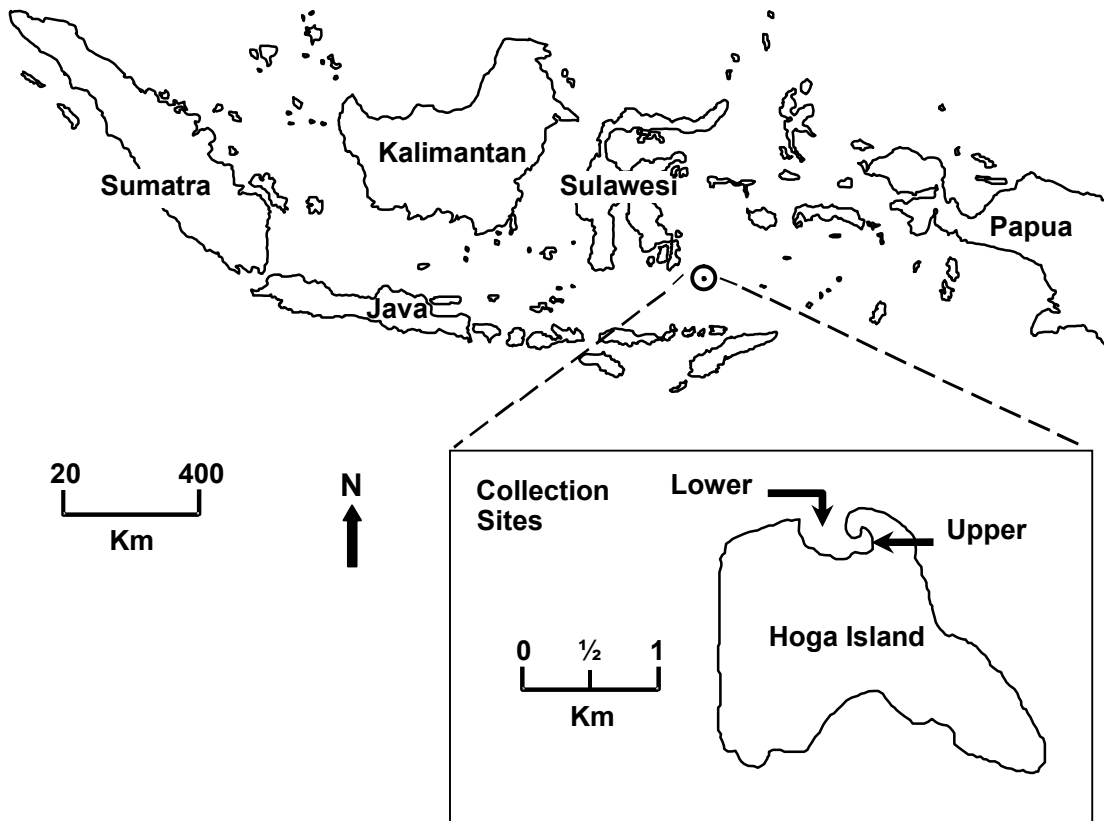 Kalimantan
Sumatra
Sulawesi
Papua
Java
20 400
Km
N
Collection
Sites
Lower
Upper
Hoga Island
0 ½ 1
Km